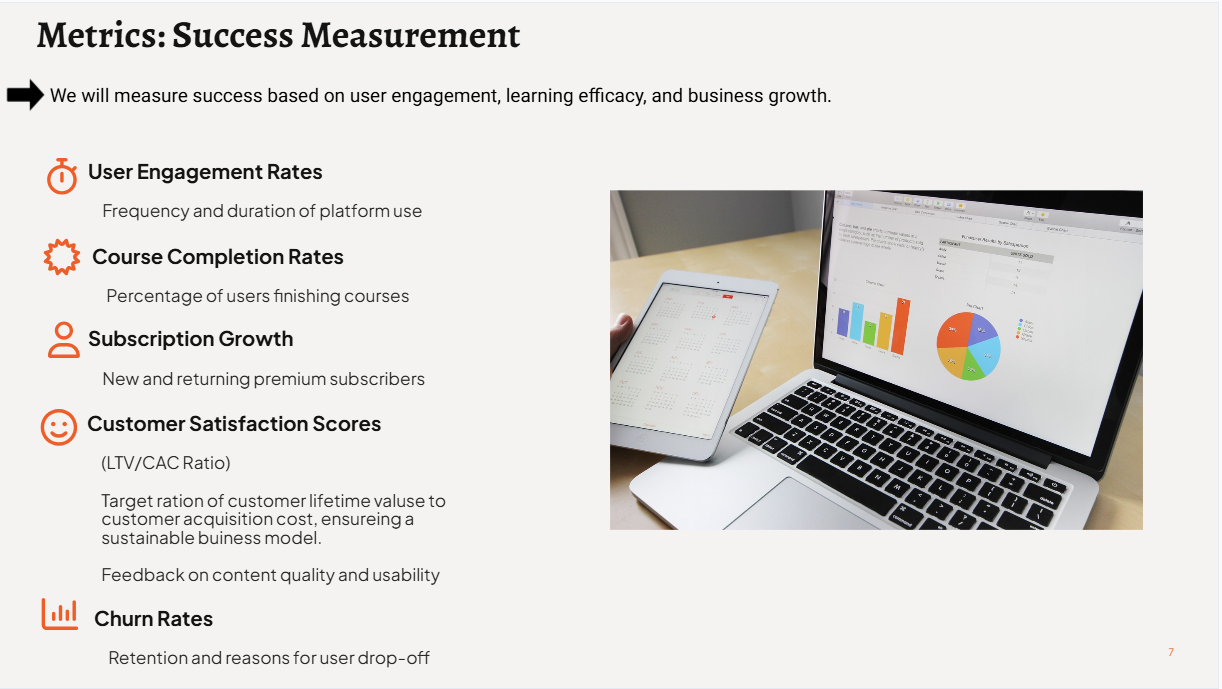 Metrics: Success Measurement
We will measure success based on user engagement, learning efficacy, and business growth.
User Engagement Rates
Frequency and duration of platform use
Course Completion Rates
Percentage of users finishing courses
Subscription Growth
New and returning premium subscribers
Customer Satisfaction Scores
(LTV/CAC Ratio)
Target ration of customer lifetime valuse to
customer acquisition cost, ensureing a
sustainable buiness model.
Feedback on content quality and usability
Churn Rates
Retention and reasons for user drop-off
7